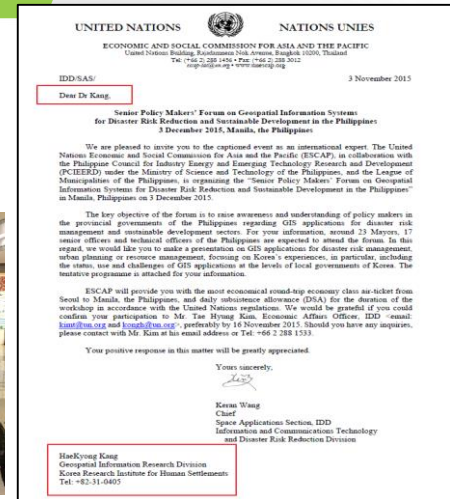 UNITED NATIONS NATIONS UNIES
ECONOMIC AND SOCIAL COMMISSION FOR ASIA AND THE PACIFIC
United Nations Building, Rajadamnern Nok Avenue, Bangkok 10200, Thailand
IDD/SAS/ 3 November 2015
Dear Dr Kang,
Senior Policy Makers' Forum on Geospatial Information Systems
for Disaster Risk Reduction and Sustainable Development in the Philippines
3 December 2015, Manila, the Philippines
We are pleased to invite you to the captioned event as an international expert. The
United Nations Economic and Social Commission for Asia and the Pacific (ESCAP), in collaboration with
the Philippine Council for Industry Energy and Emerging Technology Research and Development
(PCIEERD) under the Ministry of Science and Technology of the Philippines, and the League of
Municipalities of the Philippines, is organizing the "Senior Policy Makers' Forum on Geospatial
Information Systems for Disaster Risk Reduction and Sustainable Development in the Philippines"
in Manila, Philippines on 3 December 2015.
The key objective of the forum is to raise awareness and understanding of policy makers in
the provincial governments of the Philippines regarding GIS applications for disaster risk
management and sustainable development sectors. For your information, around 23 Mayors, 17
senior officers and technical officers of the Philippines are expected to attend the forum. In this
regard, we would like you to make a presentation on GIS applications for disaster risk management,
urban planning or resource management, focusing on Korea's experiences, in particular, including
the status, use and challenges of GIS applications at the levels of local governments of Korea. The
tentative programme is attached for your information.
ESCAP will provide you with the most economical round-trip economy class air-ticket from
Seoul to Manila, the Philippines, and daily subsistence allowance (DSA) for the duration of the
workshop in accordance with the United Nations regulations. We would be grateful if you could
confirm your participation to Mr. Tae Hyung Kim, Economic Affairs Officer, IDD <email:
kimt@un.org and kongh@un.org>, preferably by 16 November 2015. Should you have any inquiries,
please contact with Mr. Kim at his email address or Tel: +66 2 288 1533.
Your positive response in this matter will be greatly appreciated.
Yours sincerely,
Keran Wang
Chief
Space Applications Section, IDD
Information and Communications Technology
and Disaster Risk Reduction Division
HaeKyong Kang
Geospatial Information Research Division
Korea Research Institute for Human Settlements
Tel: +82-31-0405